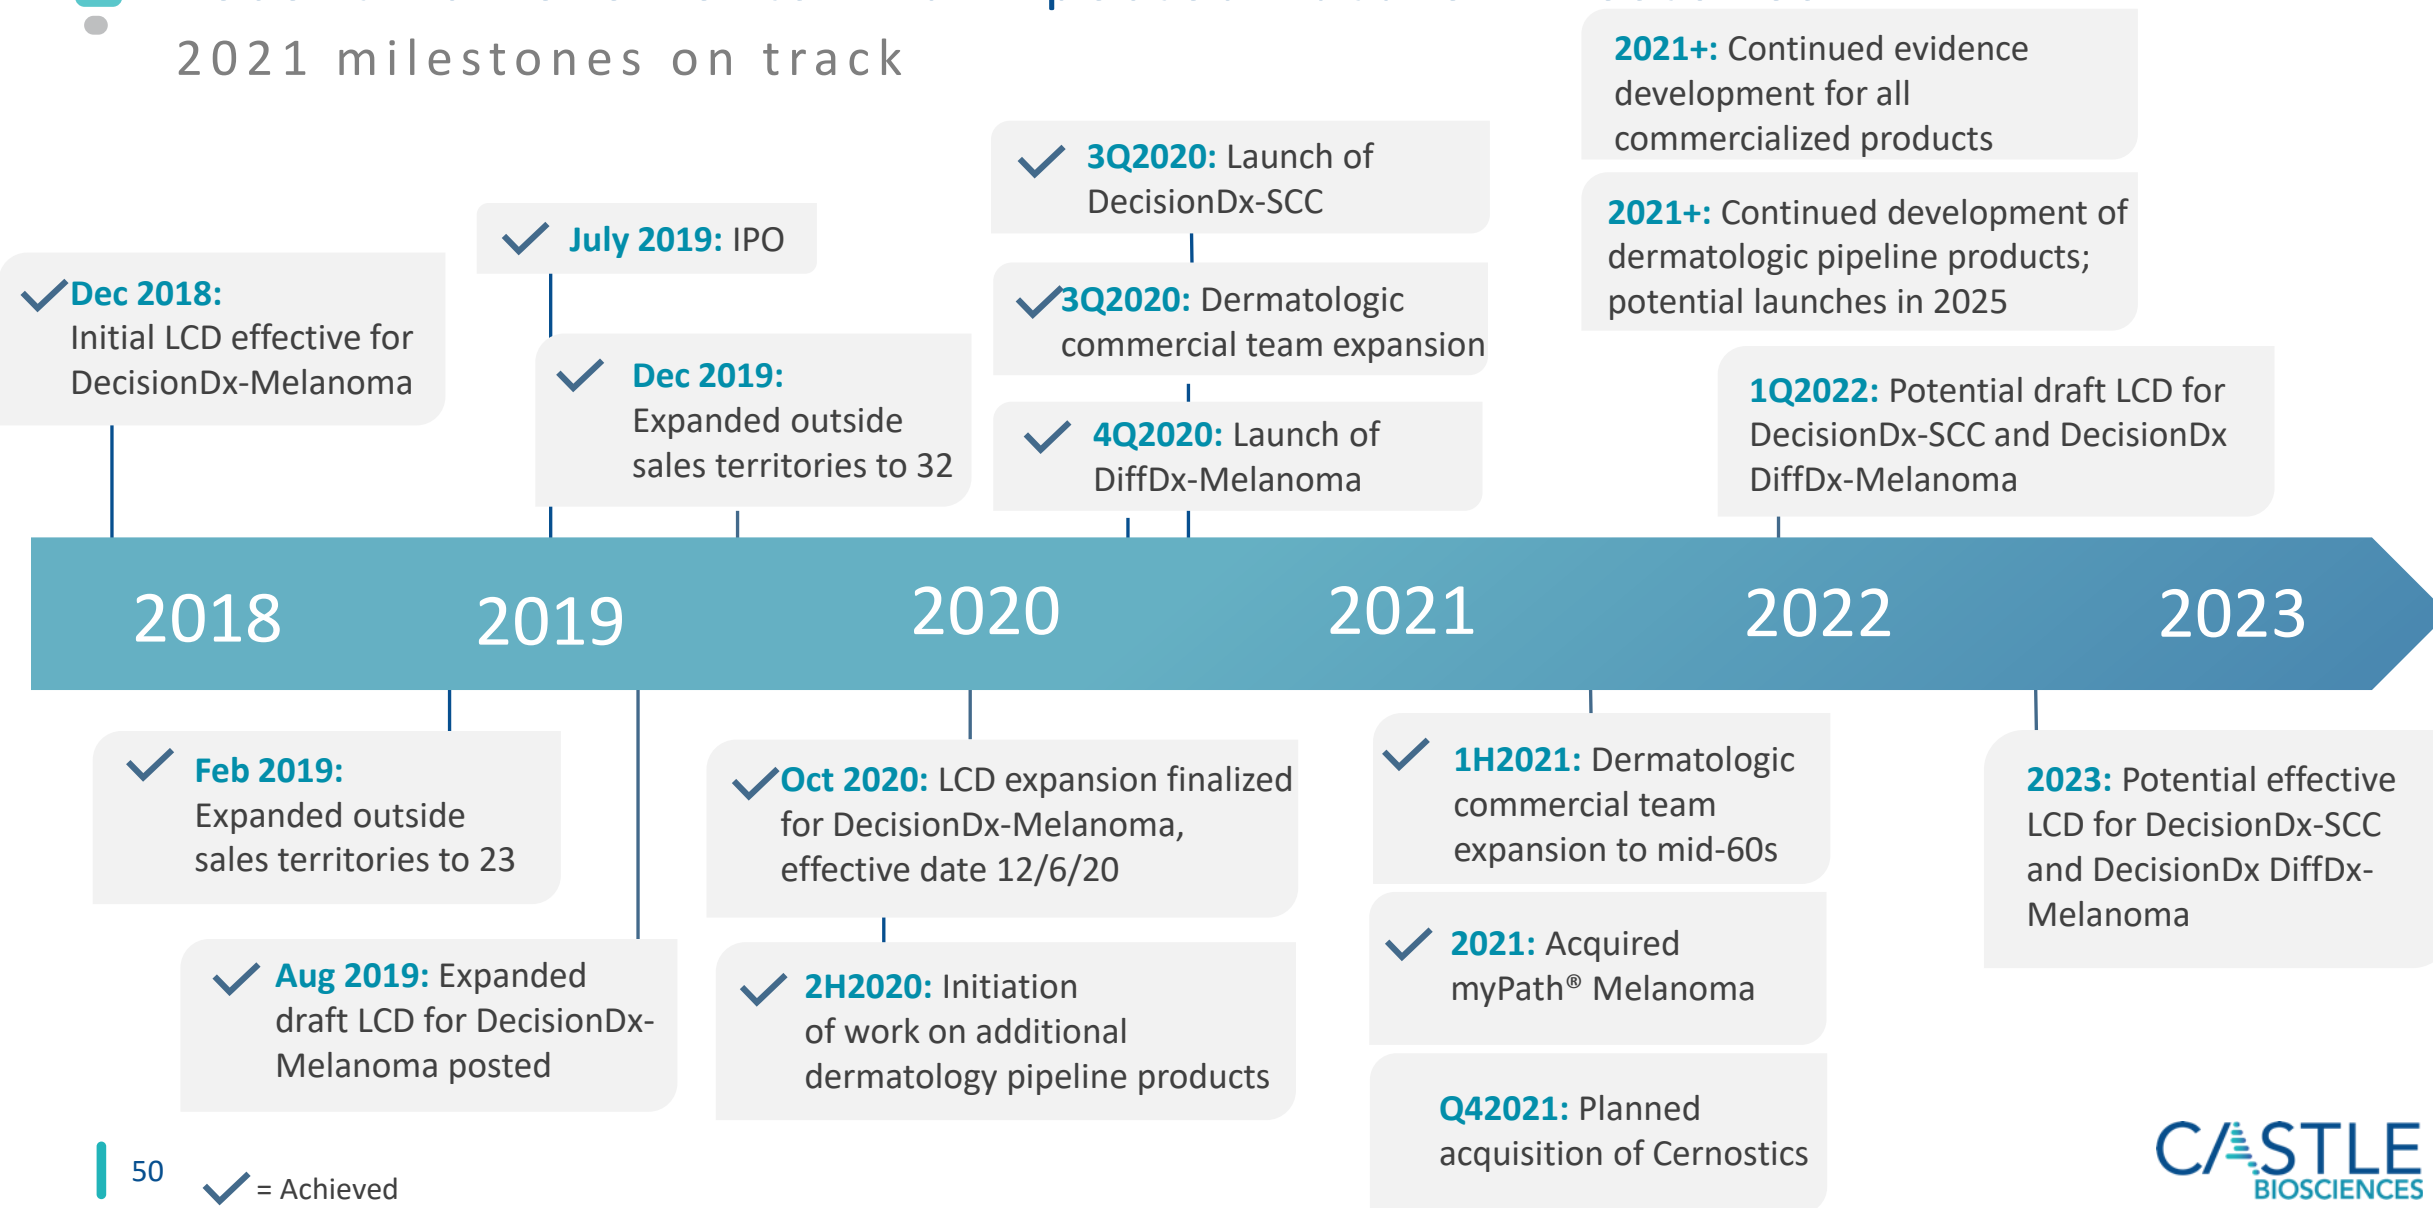 2021 milestones on track
2021+: Continued evidence
development for all
commercialized products
2021+: Continued development of
dermatologic pipeline products;
potential launches in 2025
3Q2020: Launch of
DecisionDx-SCC
3Q2020: Dermatologic
commercial team expansion
4Q2020: Launch of
DiffDx-Melanoma
July 2019: IPO
Dec 2018:
Initial LCD effective for
DecisionDx-Melanoma
Dec 2019:
Expanded outside
sales territories to 32
1Q2022: Potential draft LCD for
DecisionDx-SCC and DecisionDx
DiffDx-Melanoma
2018
2019
2020
2021
2022
2023
Feb 2019:
Expanded outside
sales territories to 23
Aug 2019: Expanded
draft LCD for DecisionDx-
Melanoma posted
Oct 2020: LCD expansion finalized
for DecisionDx-Melanoma,
effective date 12/6/20
2H2020: Initiation
of work on additional
dermatology pipeline products
1H2021: Dermatologic
commercial team
expansion to mid-60s
2021: Acquired
myPath® Melanoma
Q42021: Planned
acquisition of Cernostics
2023: Potential effective
LCD for DecisionDx-SCC
and DecisionDx DiffDx-
Melanoma
50
= Achieved
CASTLE
BIOSCIENCES